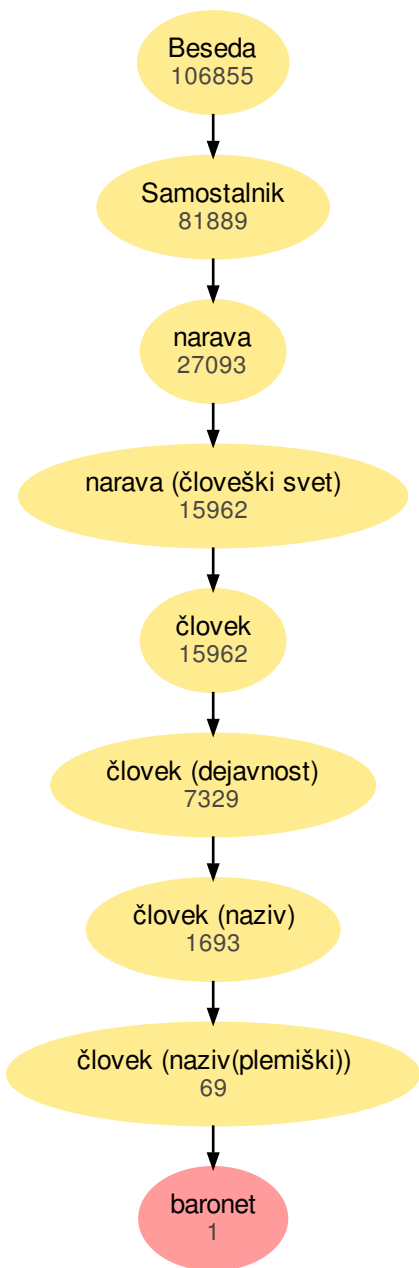 Beseda
106855
Samostalnik
81889
narava
27093
narava (človeški svet)
15962
človek
15962
človek (dejavnost)
7329
človek (naziv)
1693
človek (naziv(plemiški))
69
baronet
1